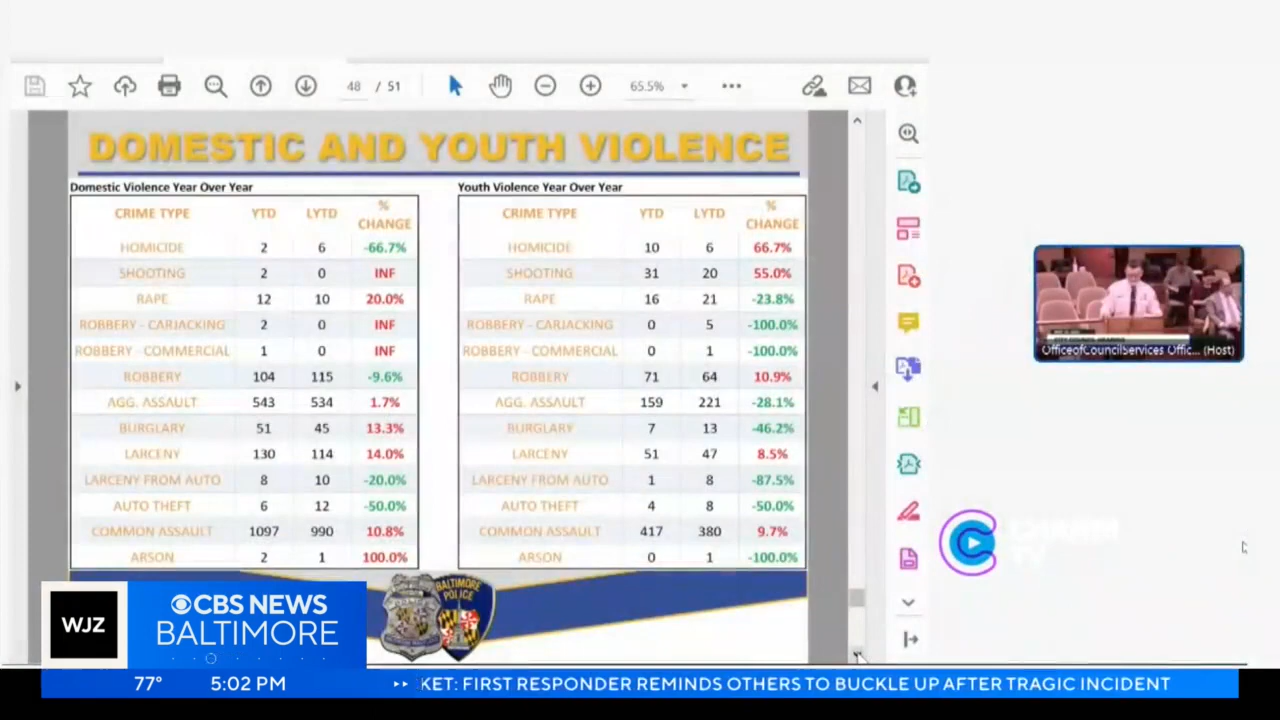 48 / 51
65.5%
DOMESTIC AND YOUTH VIOLENCE
Domestic Violence Year Over Year
CRIME TYPE YTD LYTD % CHANGE
HOMICIDE 2 6 -66.7%
SHOOTING 2 0 INF
RAPE 12 10 20.0%
ROBBERY - CARJACKING 2 0 INF
ROBBERY - COMMERCIAL 1 0 INF
ROBBERY 104 115 -9.6%
AGG. ASSAULT 543 534 1.7%
BURGLARY 51 45 13.3%
LARCENY 130 114 14.0%
LARCENY FROM AUTO 8 10 -20.0%
AUTO THEFT 6 12 -50.0%
COMMON ASSAULT 1097 990 10.8%
ARSON 2 1 100.0%
Youth Violence Year Over Year
CRIME TYPE YTD LYTD % CHANGE
HOMICIDE 10 6 66.7%
SHOOTING 31 20 55.0%
RAPE 16 21 -23.8%
ROBBERY - CARJACKING 0 5 -100.0%
ROBBERY - COMMERCIAL 0 1 -100.0%
ROBBERY 71 64 10.9%
AGG. ASSAULT 159 221 -28.1%
BURGLARY 7 13 -46.2%
LARCENY 51 47 8.5%
LARCENY FROM AUTO 1 8 -87.5%
AUTO THEFT 4 8 -50.0%
COMMON ASSAULT 417 380 9.7%
ARSON 0 1 -100.0%
BALTIMORE
POLICE
OfficeofCouncilServices Offic... (Host)
CHARM
TV
WJZ
CBS NEWS
BALTIMORE
77° 5:02 PM KET: FIRST RESPONDER REMINDS OTHERS TO BUCKLE UP AFTER TRAGIC INCIDENT